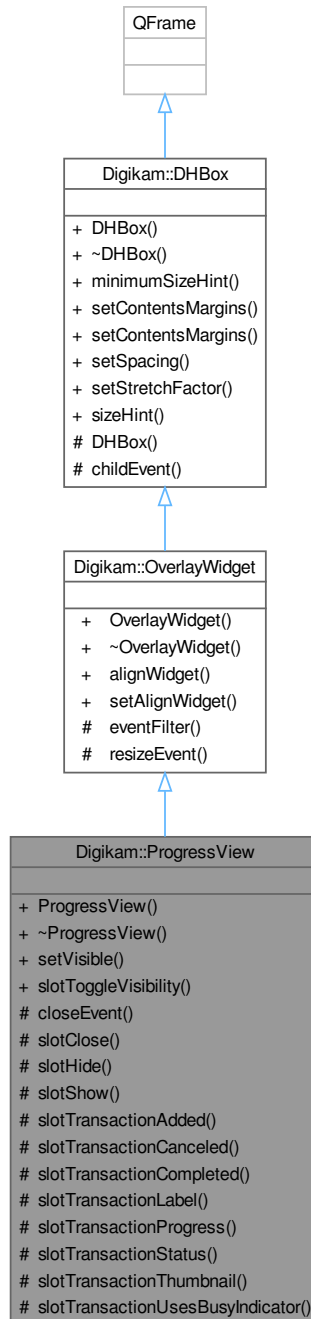 QFrame
Digikam::DHBox
+ DHBox()
+ ~DHBox()
+ minimumSizeHint()
+ setContentsMargins()
+ setContentsMargins()
+ setSpacing()
+ setStretchFactor()
+ sizeHint()
# DHBox()
# childEvent()
Digikam::OverlayWidget
+ OverlayWidget()
+ ~OverlayWidget()
+ alignWidget()
+ setAlignWidget()
# eventFilter()
# resizeEvent()
Digikam::ProgressView
+ ProgressView()
+ ~ProgressView()
+ setVisible()
+ slotToggleVisibility()
# closeEvent()
# slotClose()
# slotHide()
# slotShow()
# slotTransactionAdded()
# slotTransactionCanceled()
# slotTransactionCompleted()
# slotTransactionLabel()
# slotTransactionProgress()
# slotTransactionStatus()
# slotTransactionThumbnail()
# slotTransactionUsesBusyIndicator()